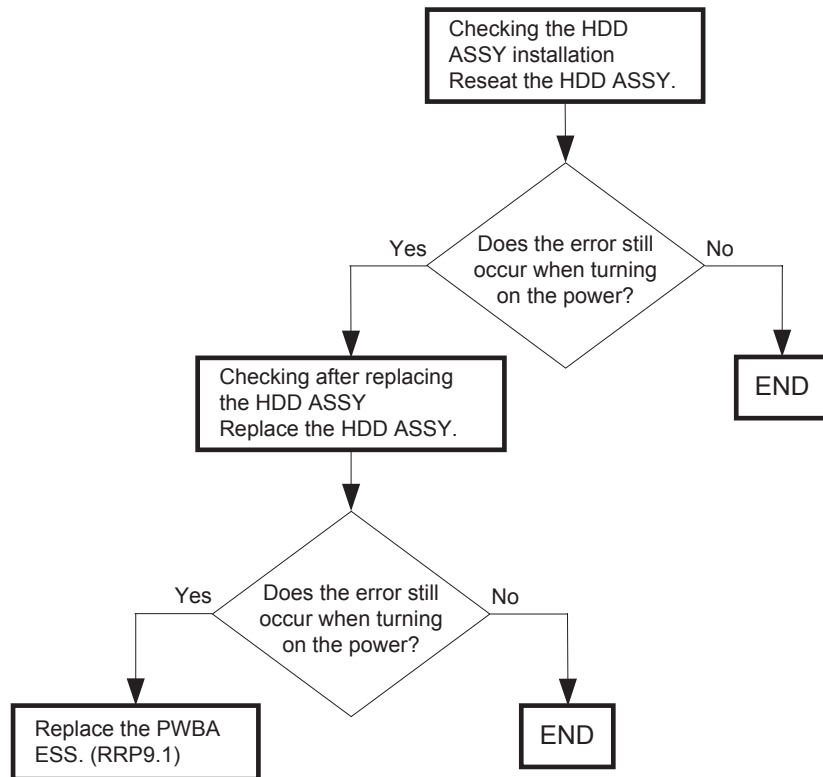 Checking the HDD
ASSY installation
Reseat the HDD ASSY.
Does the error still
occur when turning
on the power?
Yes
No
Checking after replacing
the HDD ASSY
Replace the HDD ASSY.
END
Does the error still
occur when turning
on the power?
Yes
No
Replace the PWBA
ESS. (RRP9.1)
END